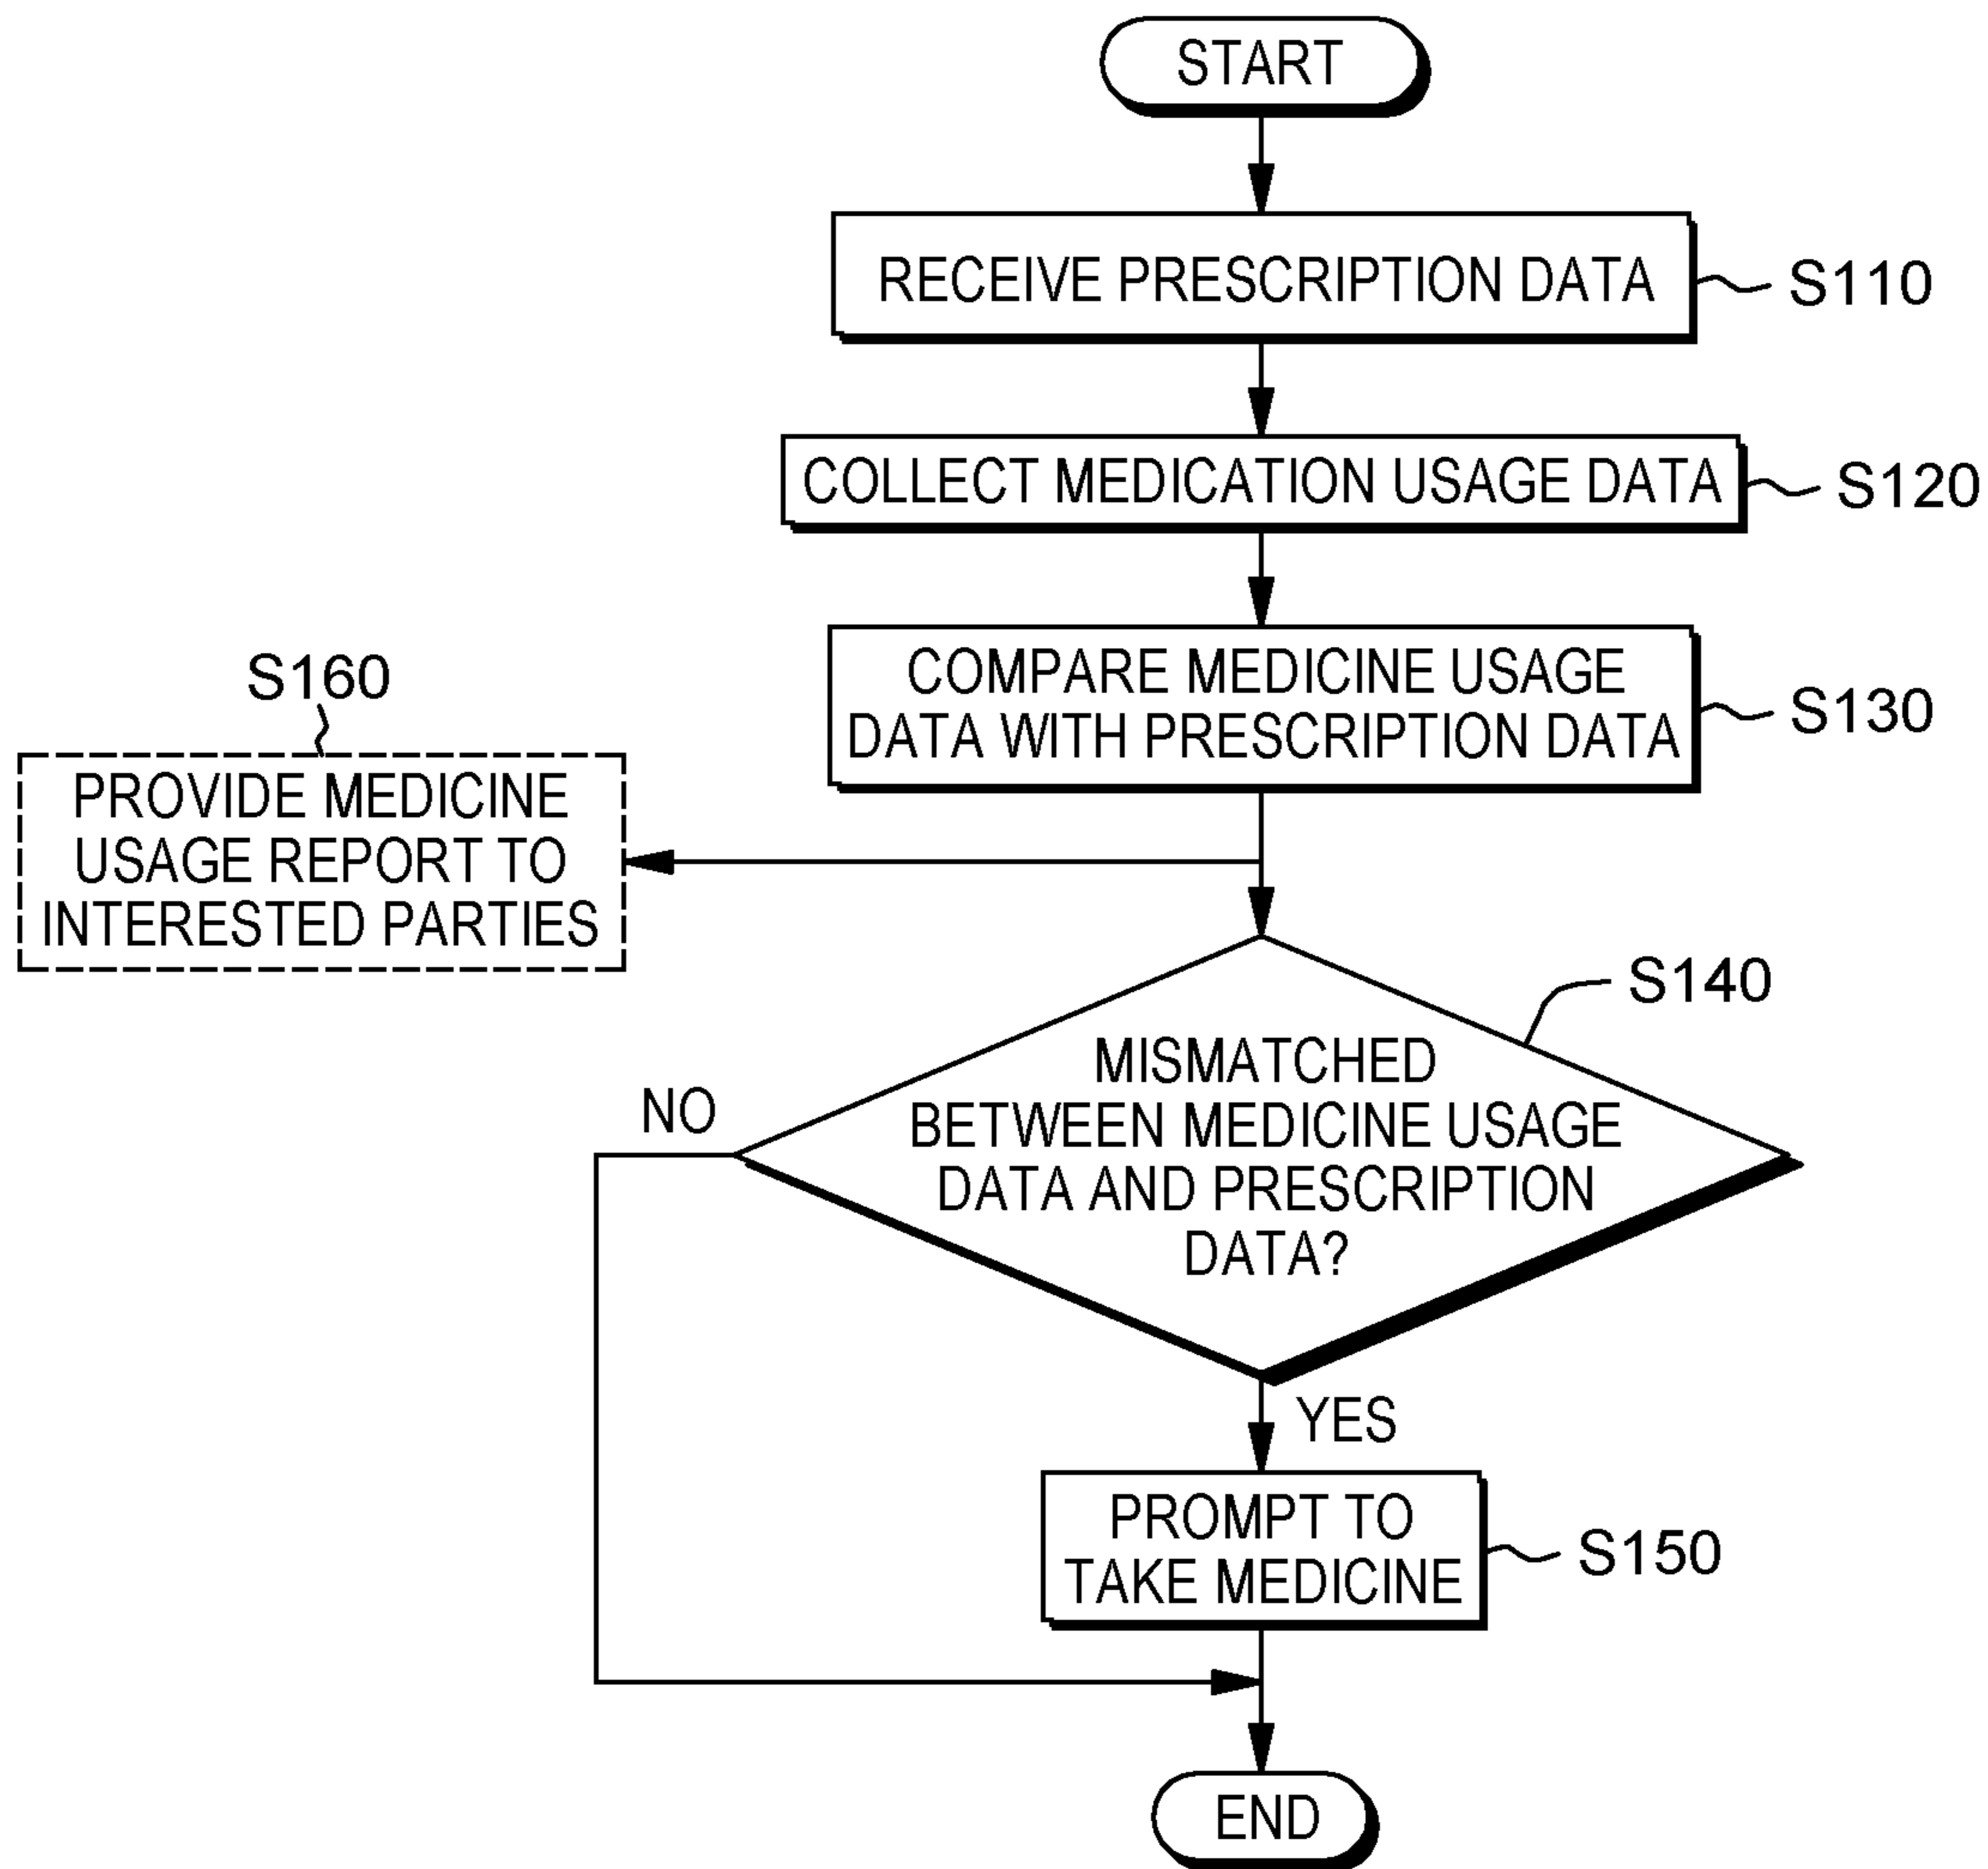 START
RECEIVE PRESCRIPTION DATA
S110
COLLECT MEDICATION USAGE DATA
S120
COMPARE MEDICINE USAGE
DATA WITH PRESCRIPTION DATA
S130
S160
PROVIDE MEDICINE
USAGE REPORT TO
INTERESTED PARTIES
S140
MISMATCHED
BETWEEN MEDICINE USAGE
DATA AND PRESCRIPTION
DATA?
NO
YES
PROMPT TO
TAKE MEDICINE
S150
END